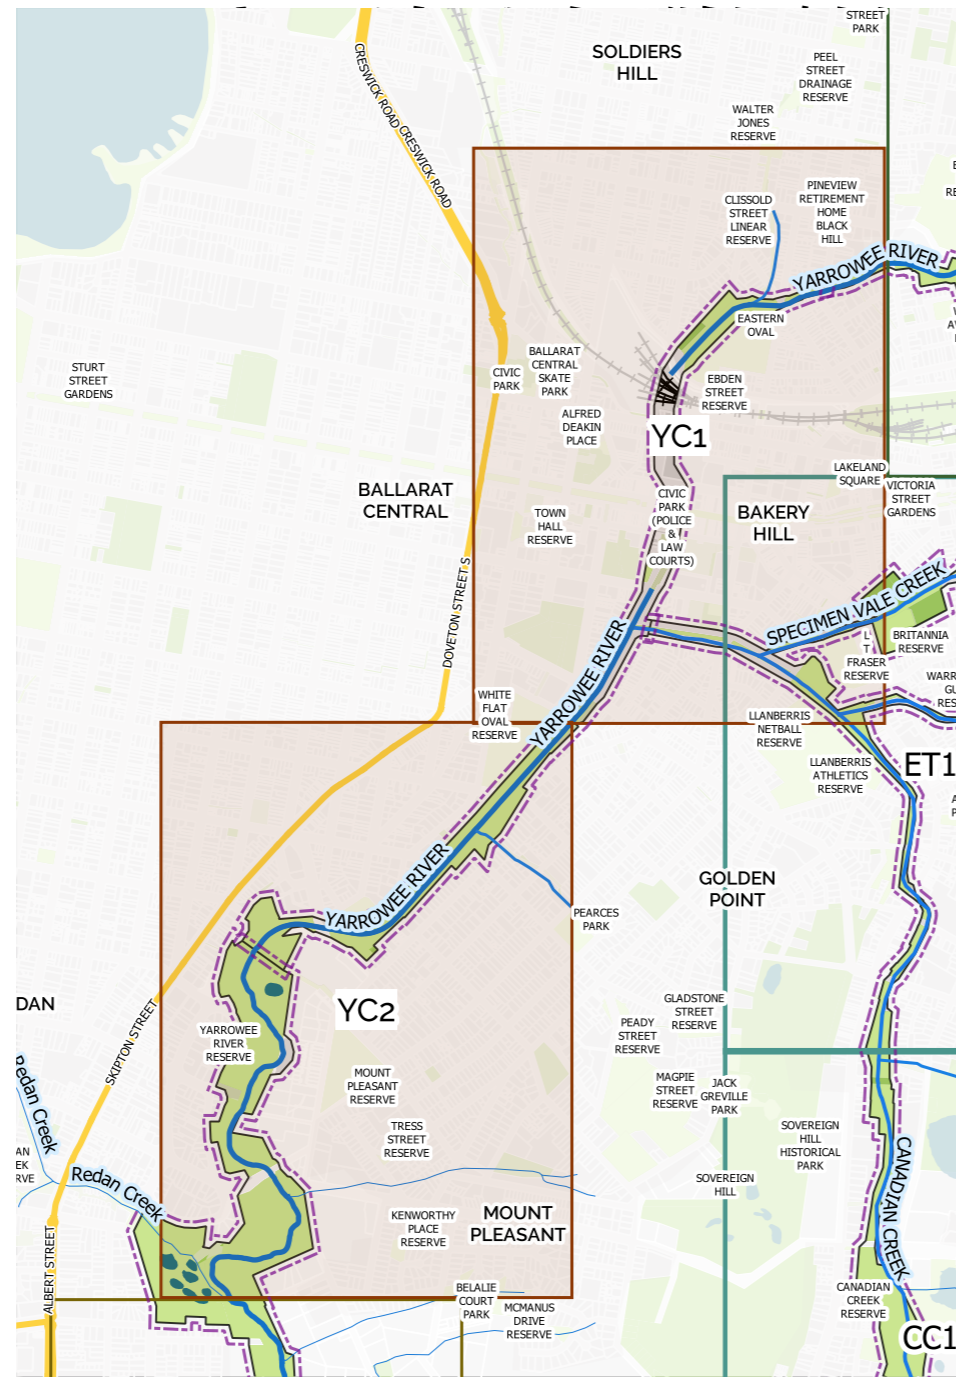 STREET
PARK
SOLDIERS
HILL
PEEL
STREET
DRAINAGE
RESERVE
WALTER
JONES
RESERVE
CRESWICK ROAD
CRESWICK ROAD
CLISSOLD
STREET
LINEAR
RESERVE
PINEVIEW
RETIREMENT
HOME
BLACK
HILL
YARROWEE RIVER
EASTERN
OVAL
STURT
STREET
GARDENS
CIVIC
PARK
BALLARAT
CENTRAL
SKATE
PARK
EBDEN
STREET
RESERVE
ALFRED
DEAKIN
PLACE
YC1
LAKELAND
SQUARE
VICTORIA
STREET
GARDENS
BALLARAT
CENTRAL
TOWN
HALL
RESERVE
CIVIC
PARK
(POLICE
&
LAW
COURTS)
BAKERY
HILL
DOVETON STREET S
SPECIMEN VALE CREEK
L
T
FRASER
RESERVE
BRITANNIA
RESERVE
WARR
GU
RES
YARROWEE RIVER
WHITE
FLAT
OVAL
RESERVE
LLANBERRIS
NETBALL
RESERVE
LLANBERRIS
ATHLETICS
RESERVE
ET1
YARROWEE RIVER
GOLDEN
POINT
PEARCES
PARK
DAN
SKIPTON STREET
YC2
YARROWEE
RIVER
RESERVE
GLADSTONE
STREET
RESERVE
PEADY
STREET
RESERVE
MOUNT
PLEASANT
RESERVE
MAGPIE
STREET
RESERVE
JACK
GREVILLE
PARK
TRESS
STREET
RESERVE
SOVEREIGN
HILL
HISTORICAL
PARK
Redan Creek
AN
EK
RVE
Redan Creek
SOVEREIGN
HILL
CANADIAN CREEK
KENWORTHY
PLACE
RESERVE
MOUNT
PLEASANT
ALBERT STREET
BELALIE
COURT
PARK
MCMANUS
DRIVE
RESERVE
CANADIAN
CREEK
RESERVE
CC1